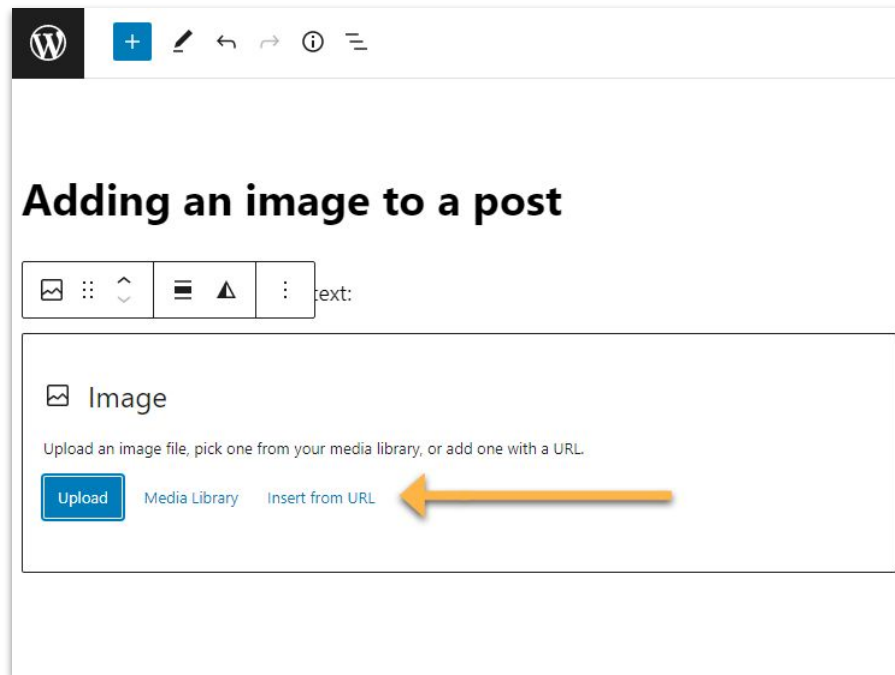 Adding an image to a post
text:
Image
Upload an image file, pick one from your media library, or add one with a URL.
Upload Media Library Insert from URL